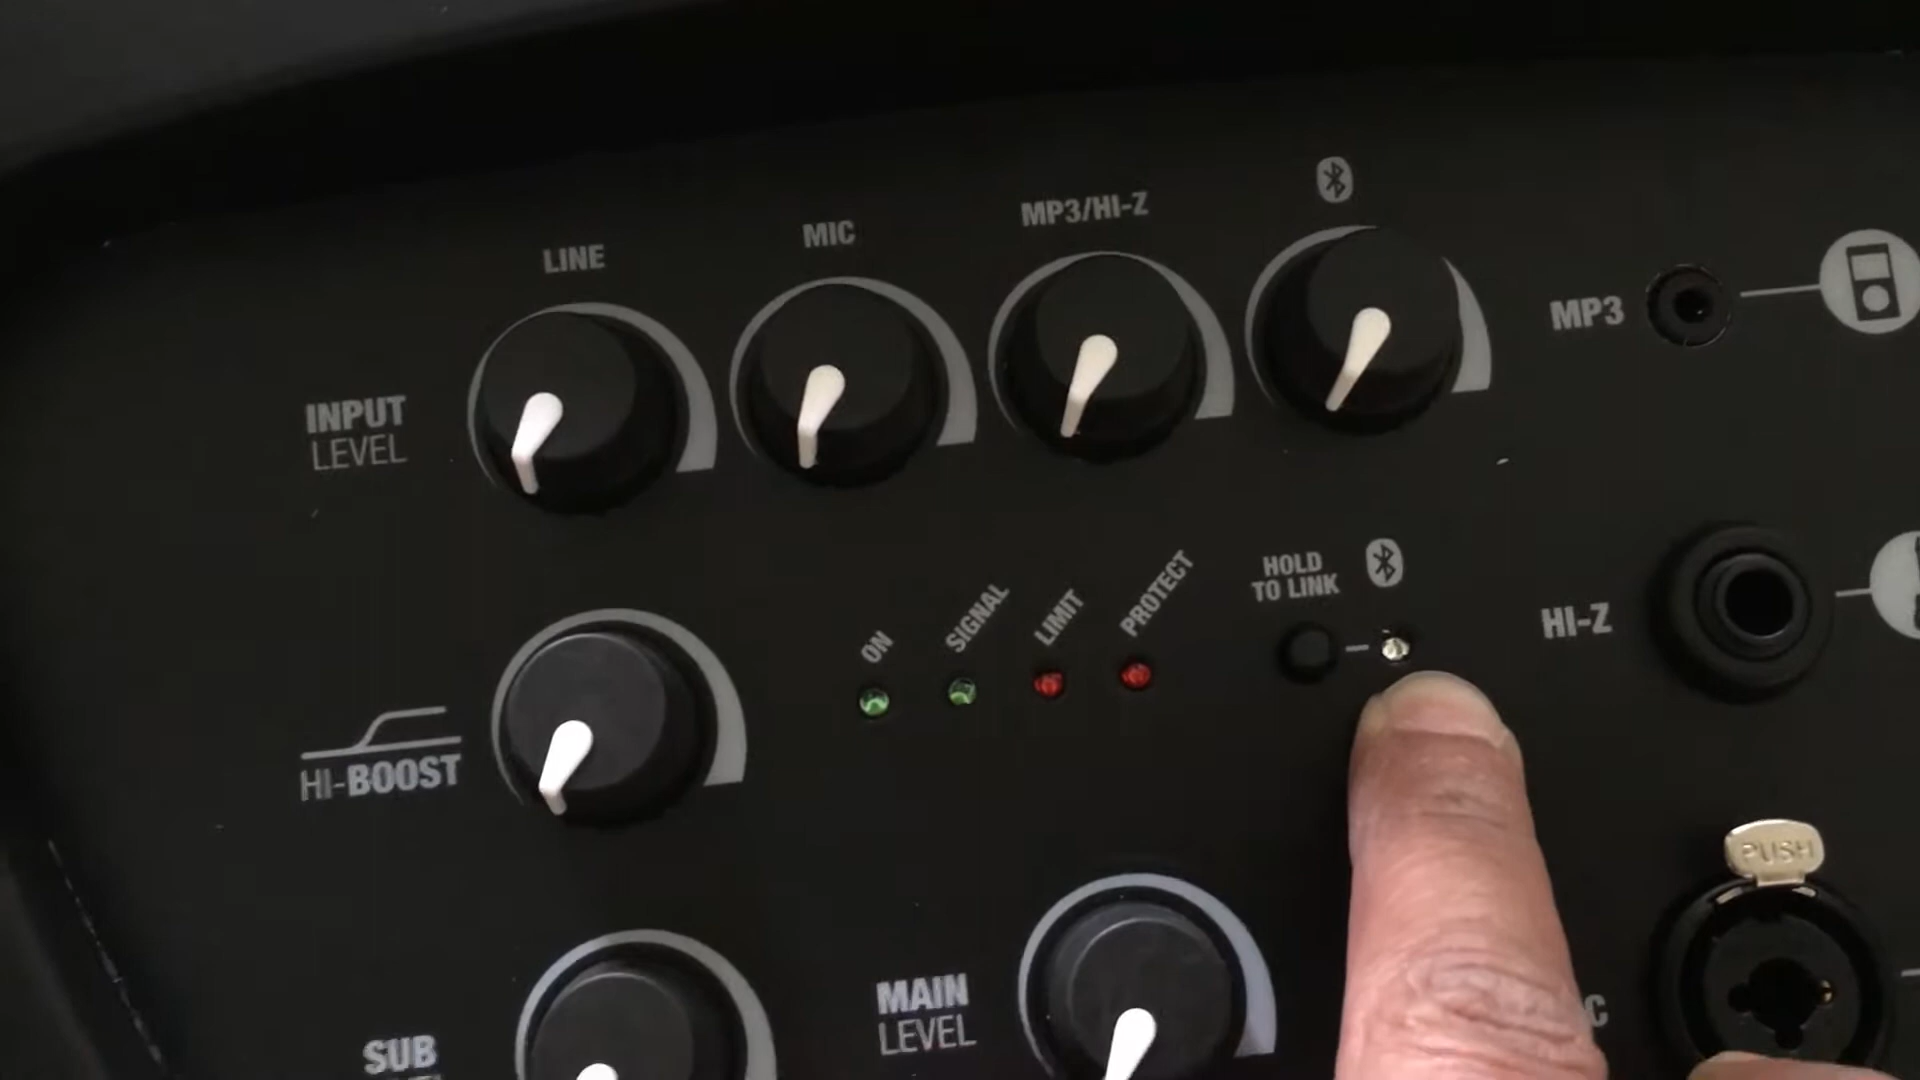 LINE
MIC
MP3/HI-Z
INPUT
LEVEL
MP3
ON
SIGNAL
LIMIT
PROTECT
HOLD
TO LINK
HI-Z
HI-BOOST
PUSH
MAIN
LEVEL
SUB